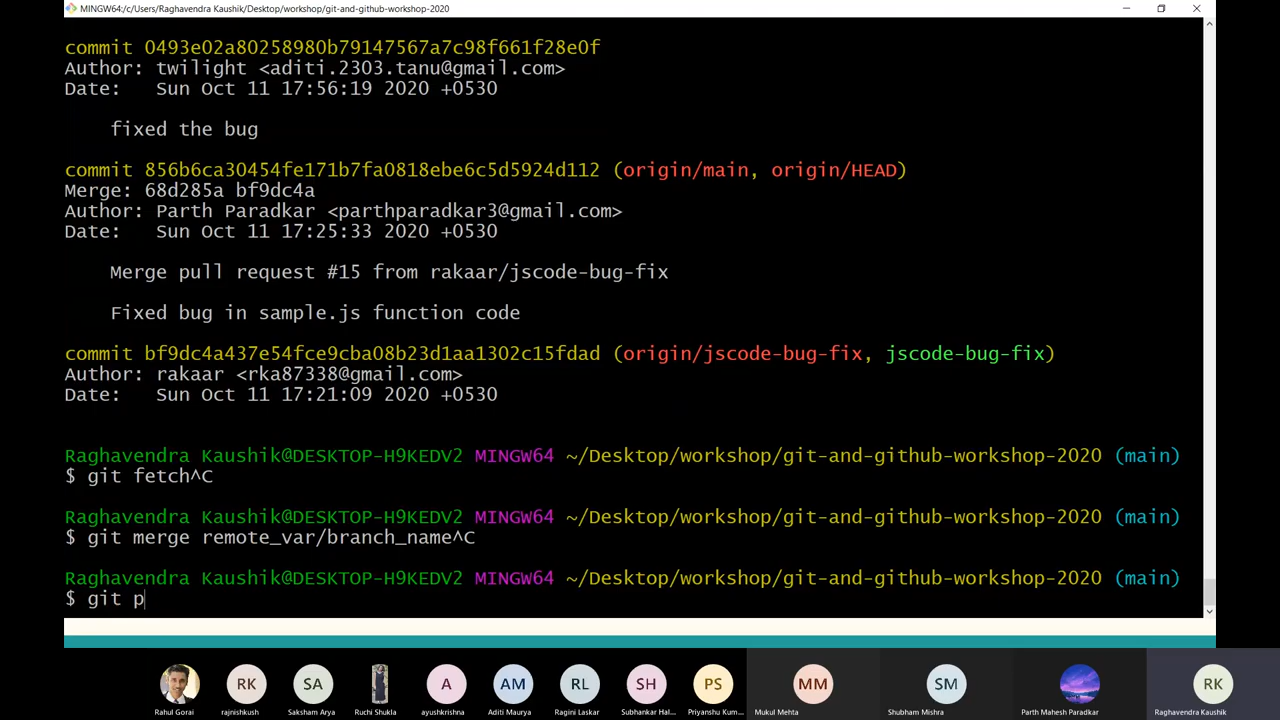 MINGW64:/c/Users/Raghavendra Kaushik/Desktop/workshop/git-and-github-workshop-2020
commit 0493e02a80258980b79147567a7c98f661f28e0f
Author: twilight <aditi.2303.tanu@gmail.com>
Date:   Sun Oct 11 17:56:19 2020 +0530
fixed the bug
commit 856b6ca30454fe171b7fa0818ebe6c5d5924d112 (origin/main, origin/HEAD)
Merge: 68d285a bf9dc4a
Author: Parth Paradkar <parthparadkar3@gmail.com>
Date:   Sun Oct 11 17:25:33 2020 +0530
Merge pull request #15 from rakaar/jscode-bug-fix
Fixed bug in sample.js function code
commit bf9dc4a437e54fce9cba08b23d1aa1302c15fdad (origin/jscode-bug-fix, jscode-bug-fix)
Author: rakaar <rka87338@gmail.com>
Date:   Sun Oct 11 17:21:09 2020 +0530
Raghavendra Kaushik@DESKTOP-H9KEDV2 MINGW64 ~/Desktop/workshop/git-and-github-workshop-2020 (main)
$ git fetch^C
Raghavendra Kaushik@DESKTOP-H9KEDV2 MINGW64 ~/Desktop/workshop/git-and-github-workshop-2020 (main)
$ git merge remote_var/branch_name^C
Raghavendra Kaushik@DESKTOP-H9KEDV2 MINGW64 ~/Desktop/workshop/git-and-github-workshop-2020 (main)
$ git p
RK SA A AM RL SH PS MM SM RK
Rahul Gorai rajnishkush Saksham Arya Ruchi Shukla ayushkrishna Aditi Maurya Ragini Laskar Subhankar Hal... Priyanshu Kum... Mukul Mehta Shubham Mishra Parth Mahesh Paradkar Raghavendra Kaushik